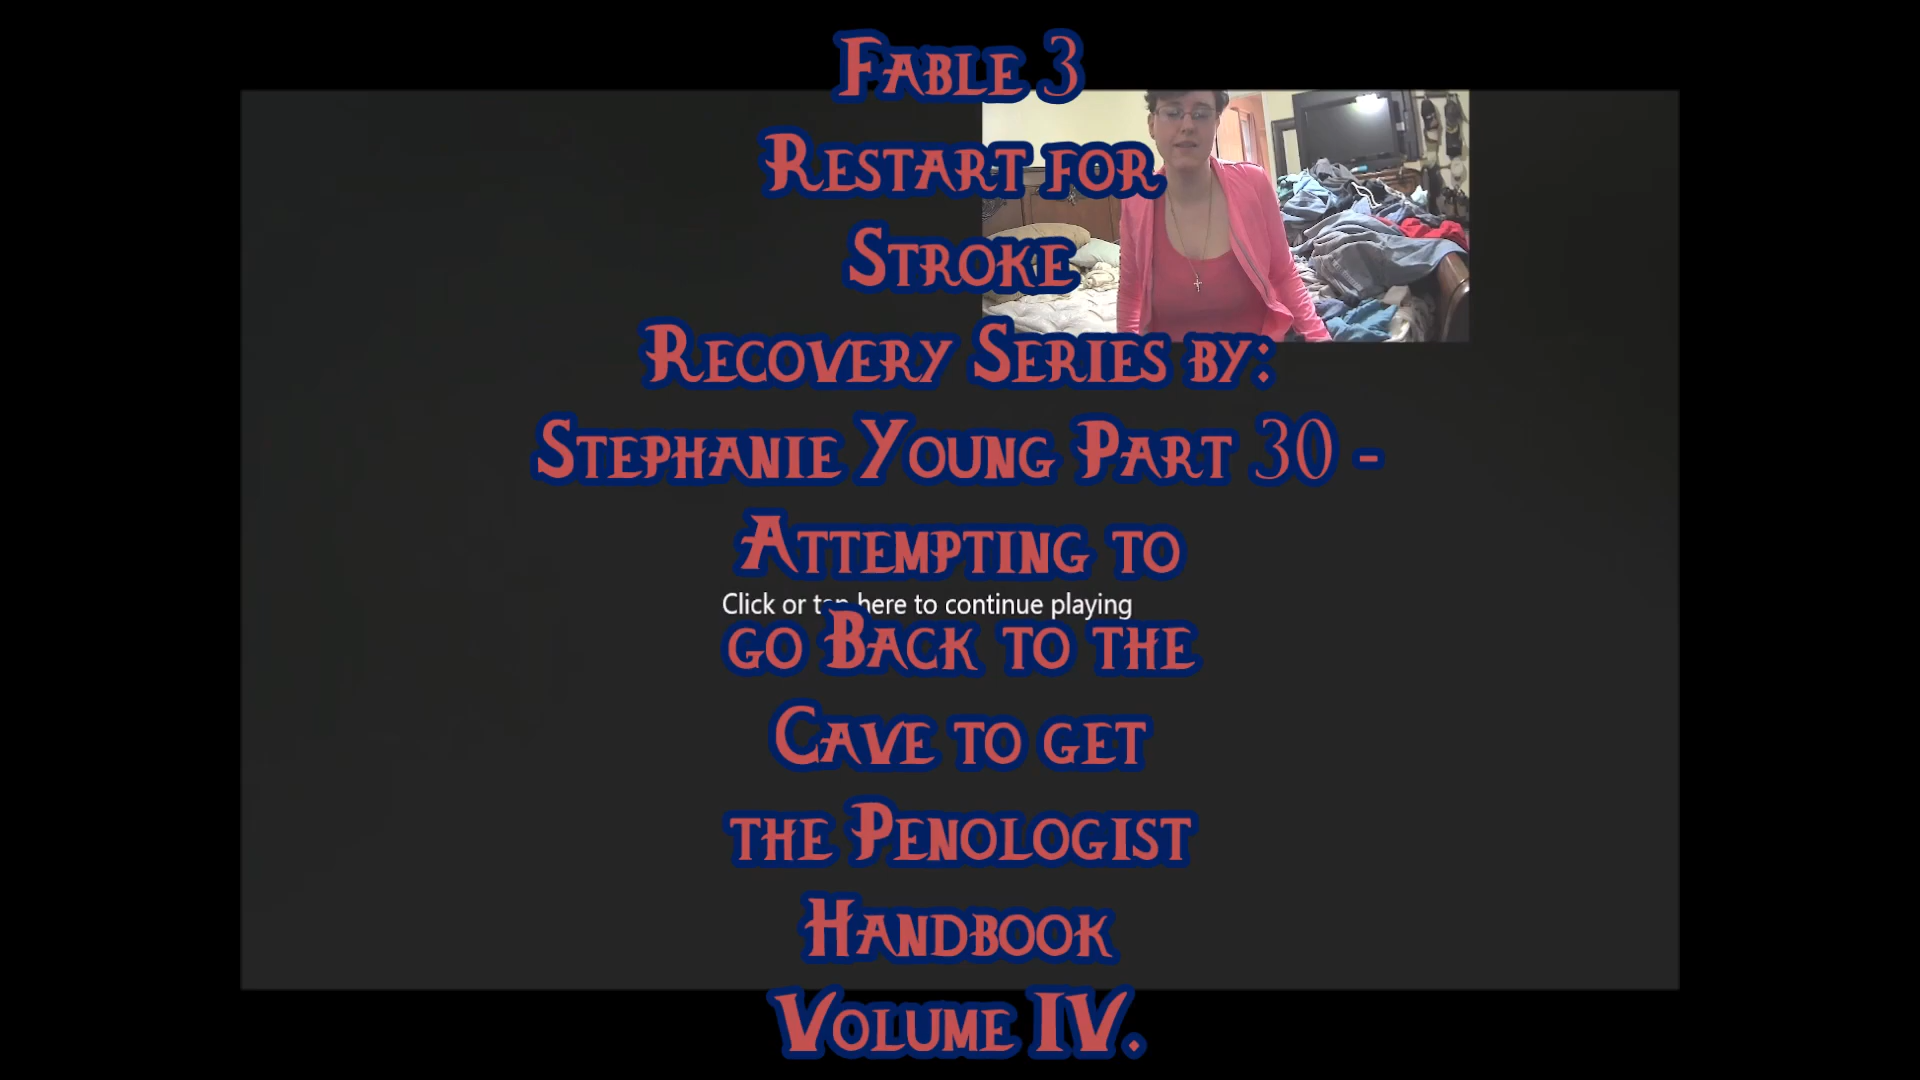 Fable 3
Restart for
Stroke
Recovery Series by:
Stephanie Young Part 30 -
Attempting to
Click or tap here to continue playing
go Back to the
Cave to get
the Penologist
Handbook
Volume IV.